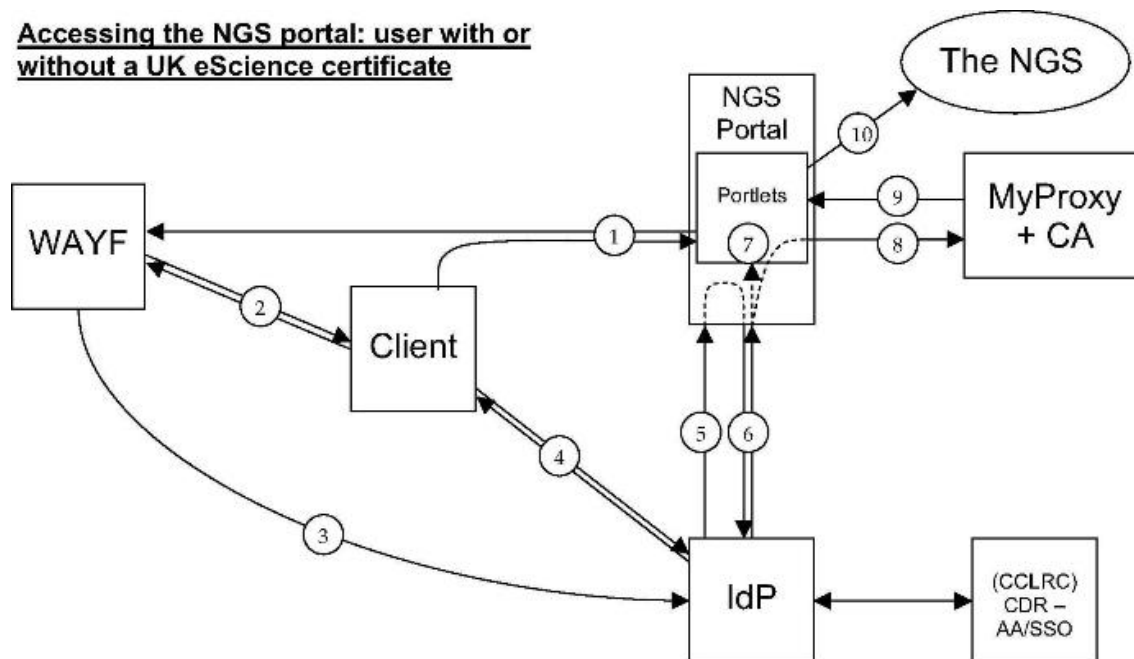 Accessing the NGS portal: user with or
without a UK eScience certificate
The NGS
NGS
Portal
10
Portlets
9
MyProxy
+ CA
WAYF
1
7
8
2
Client
5
6
4
3
IdP
(CCLRC)
CDR –
AA/SSO